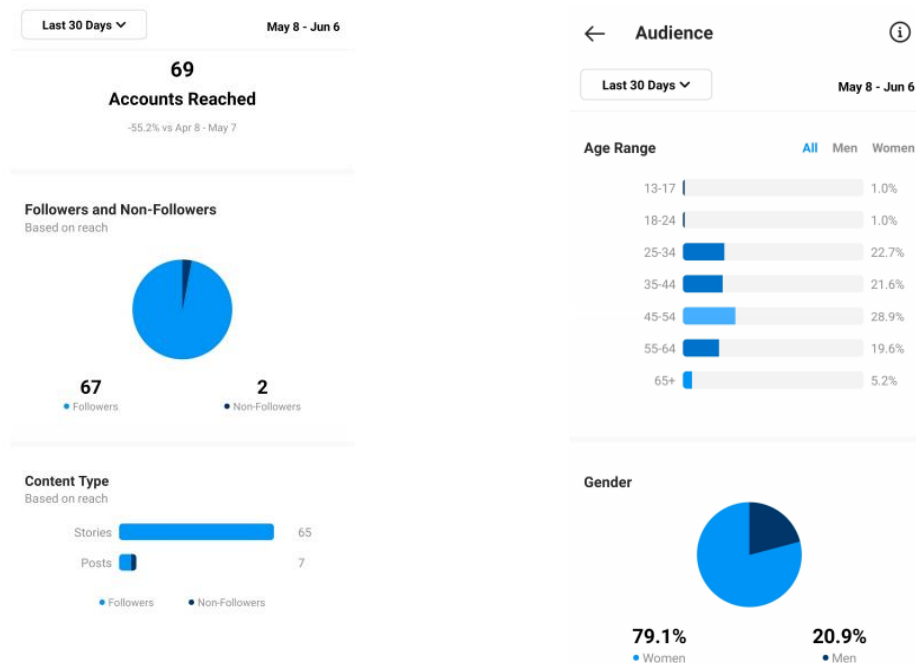 Last 30 Days
May 8 - Jun 6
69
Accounts Reached
-55.2% vs Apr 8 - May 7
Followers and Non-Followers
Based on reach
67
2
Followers
Non-Followers
Content Type
Based on reach
Stories 65
Posts 7
Followers
Non-Followers
Audience
i
Last 30 Days
May 8 - Jun 6
Age Range
All Men Women
13-17 1.0%
18-24 1.0%
25-34 22.7%
35-44 21.6%
45-54 28.9%
55-64 19.6%
65+ 5.2%
Gender
79.1%
20.9%
Women
Men